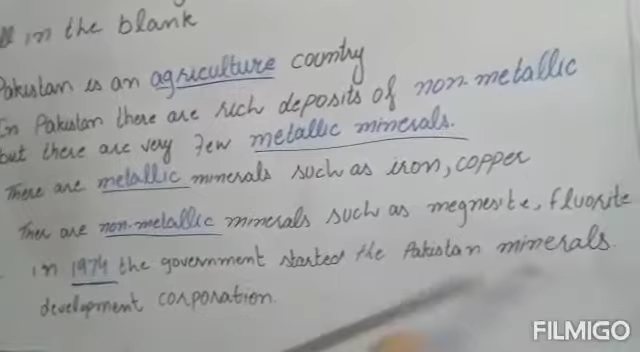 in the blank
Pakistan is an agriculture country
In Pakistan there are rich deposits of non-metallic
but there are very few metallic minerals.
There are metallic minerals such as iron, copper
Ther are non-metallic minerals such as megnesite, fluorite
in 1974 the government started the Pakistan minerals.
development corporation.
FILMIGO